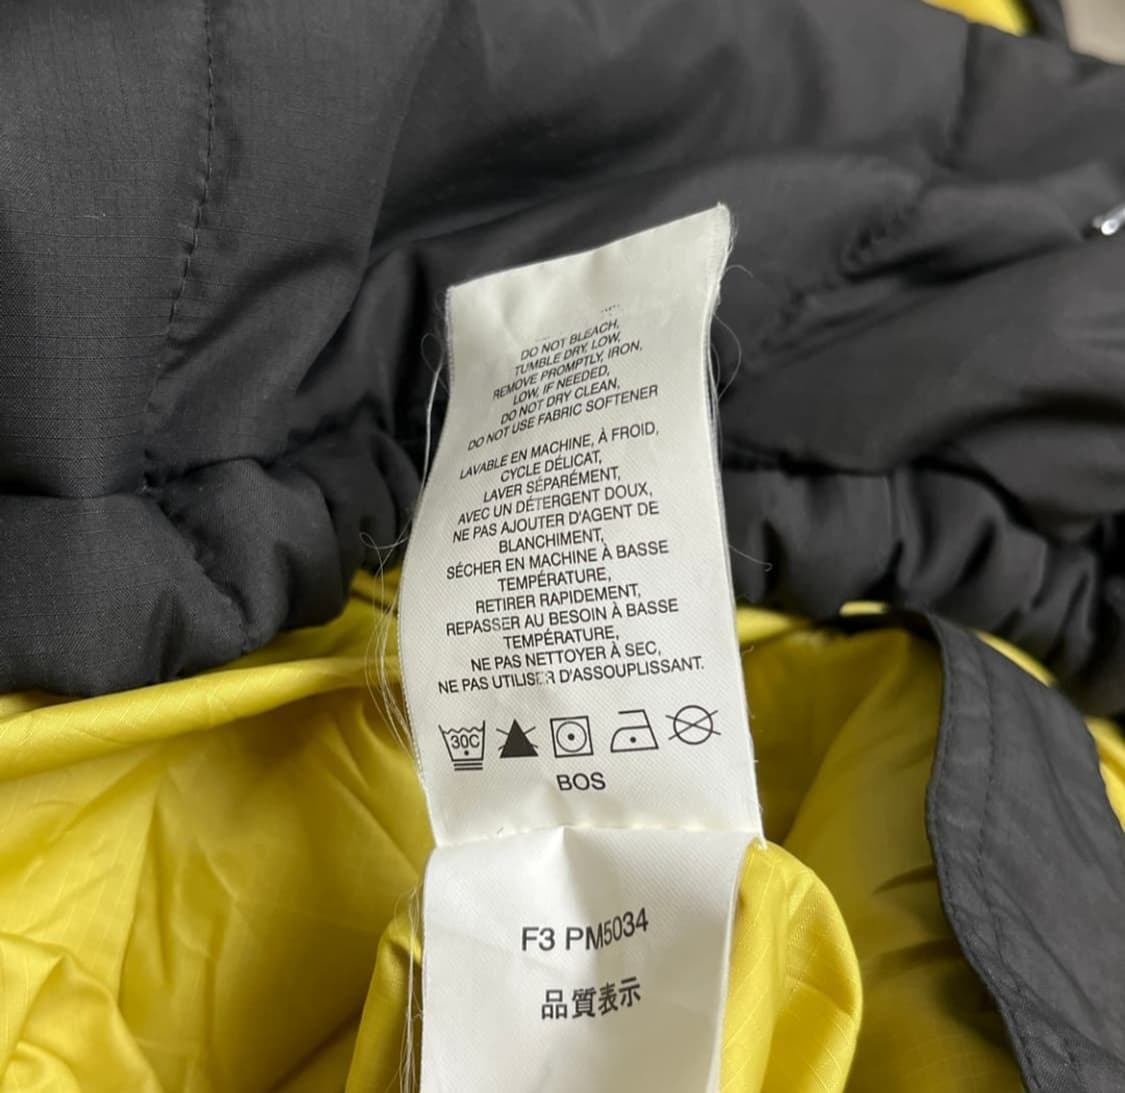 DO NOT BLEACH,
TUMBLE DRY, LOW,
REMOVE PROMPTLY, IRON,
LOW, IF NEEDED,
DO NOT DRY CLEAN,
DO NOT USE FABRIC SOFTENER
LAVABLE EN MACHINE, À FROID,
CYCLE DÉLICAT,
LAVER SÉPARÉMENT,
AVEC UN DÉTERGENT DOUX,
NE PAS AJOUTER D'AGENT DE
BLANCHIMENT,
SÉCHER EN MACHINE À BASSE
TEMPÉRATURE,
RETIRER RAPIDEMENT,
REPASSER AU BESOIN À BASSE
TEMPÉRATURE,
NE PAS NETTOYER À SEC,
NE PAS UTILISER D'ASSOUPLISSANT.
30C
BOS
F3 PM5034
品質表示